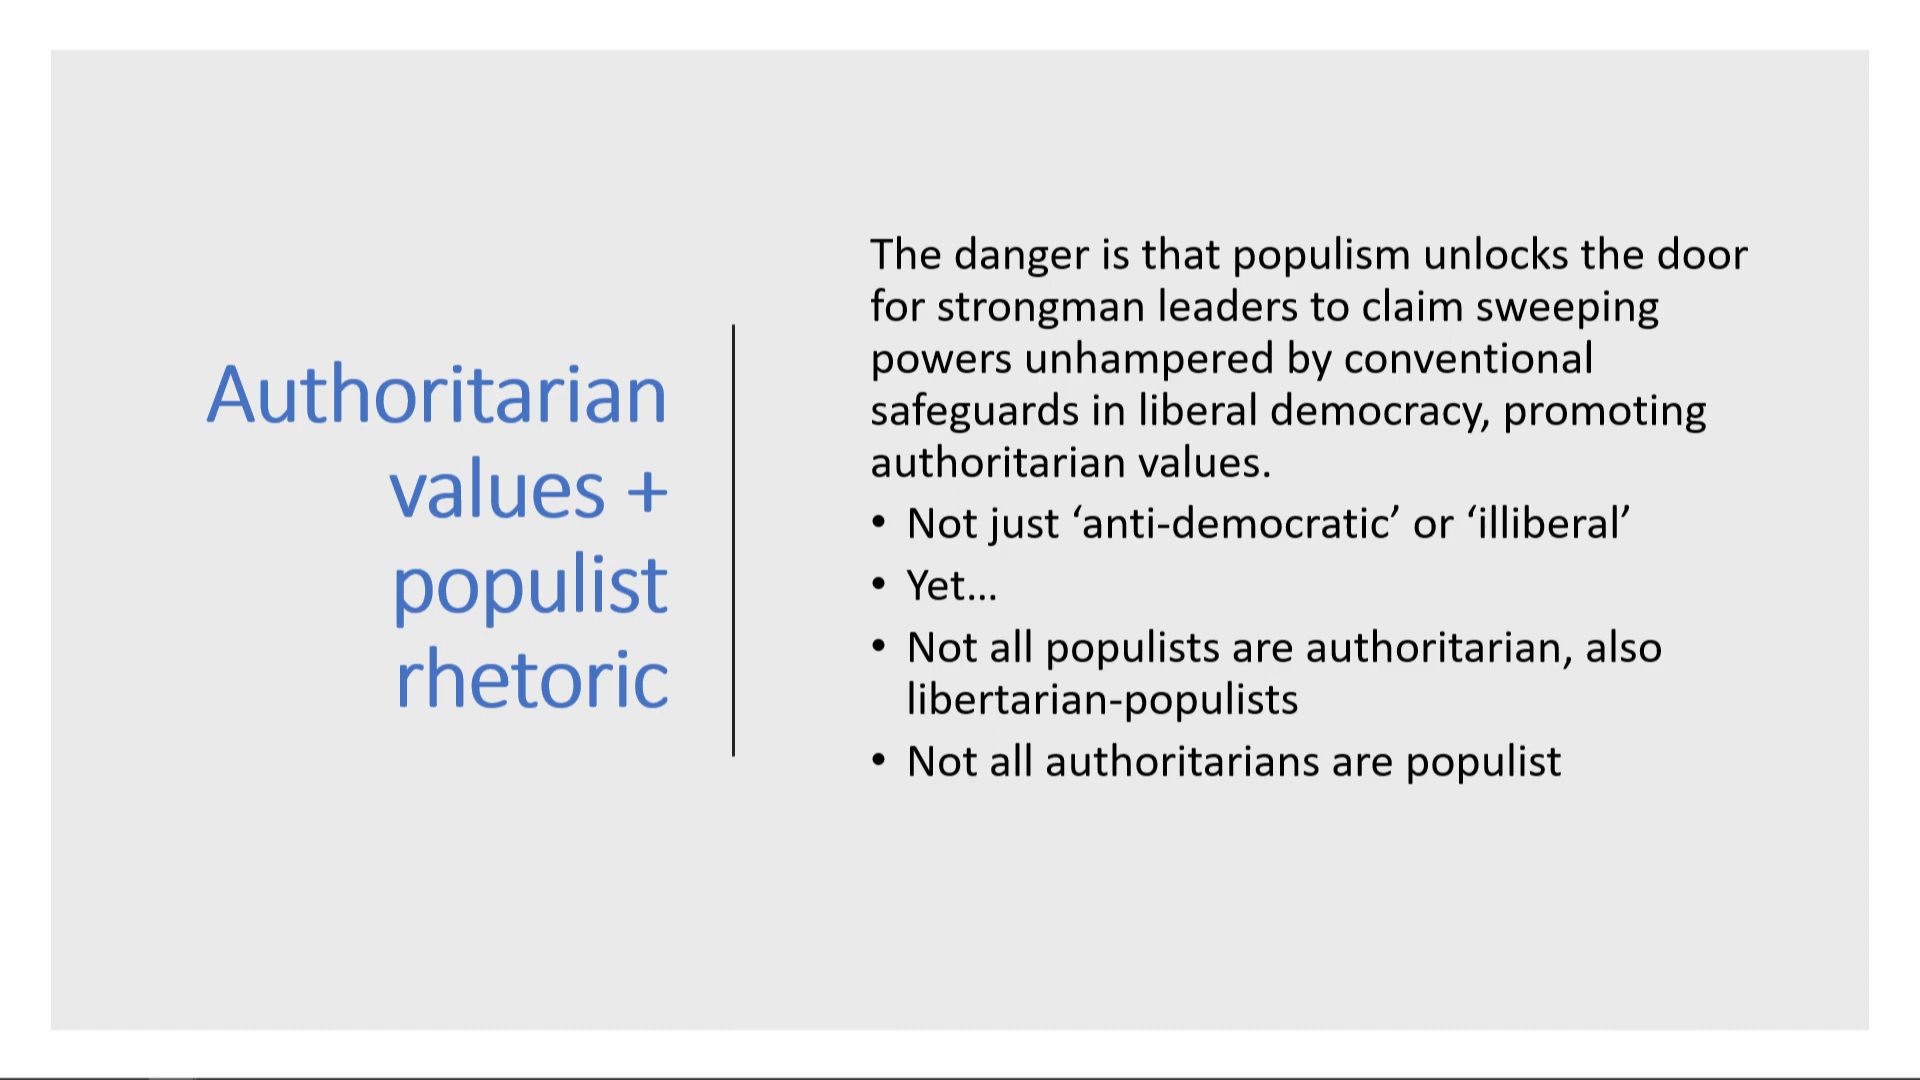 Authoritarian
values +
populist
rhetoric
The danger is that populism unlocks the door
for strongman leaders to claim sweeping
powers unhampered by conventional
safeguards in liberal democracy, promoting
authoritarian values.
• Not just ‘anti-democratic’ or ‘illiberal’
• Yet…
• Not all populists are authoritarian, also
libertarian-populists
• Not all authoritarians are populist